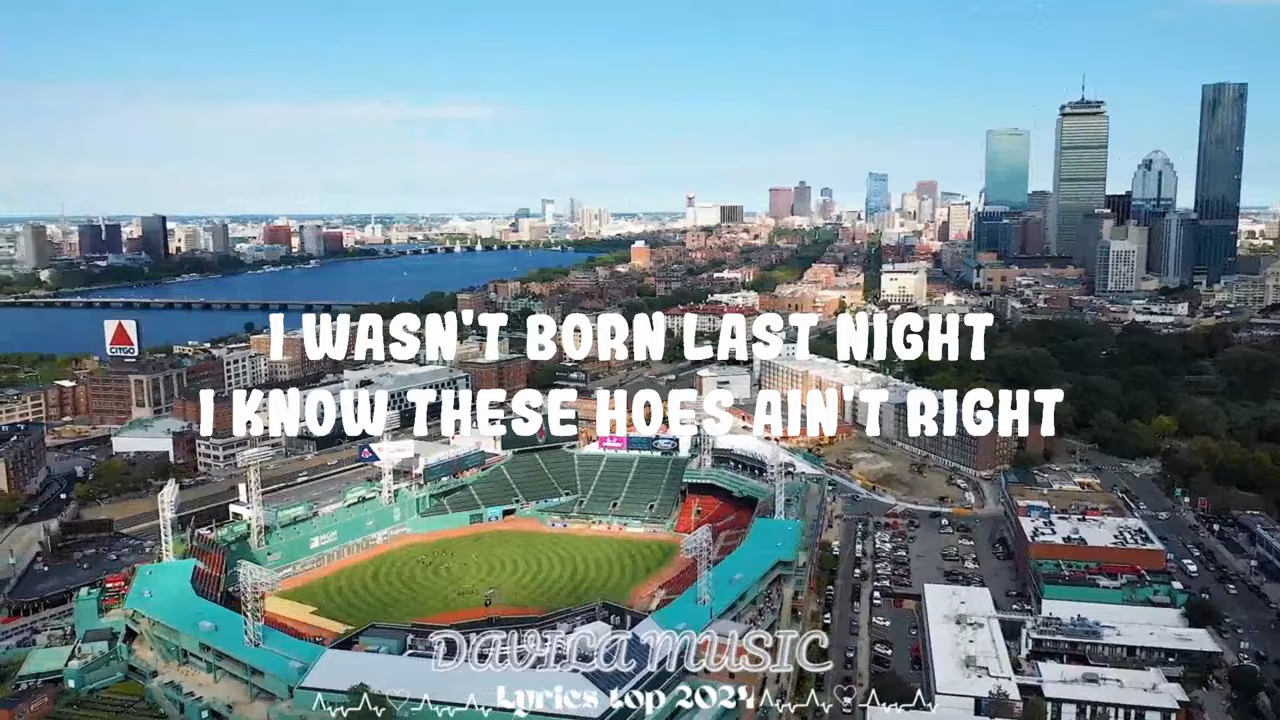 I WASN'T BORN LAST NIGHT
I KNOW THESE HOES AIN'T RIGHT
CITGO
DAVILA MUSIC
Lyrics top 2024